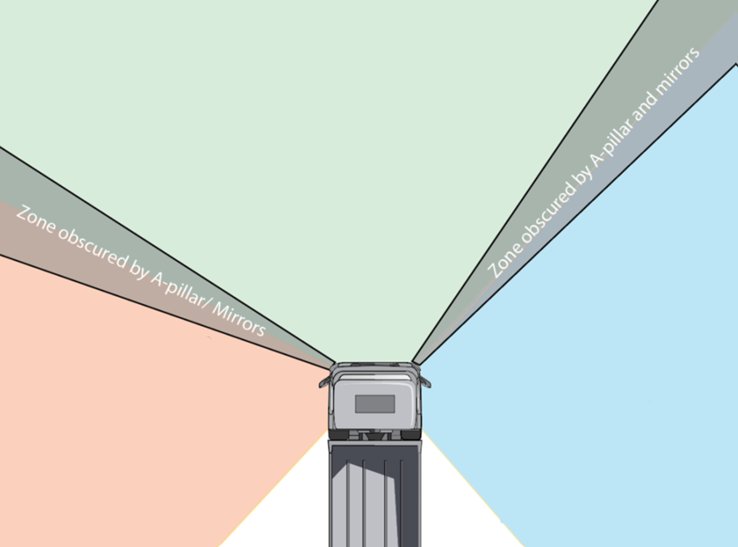 Zone obscured by A-pillar/ Mirrors
Zone obscured by A-pillar and mirrors